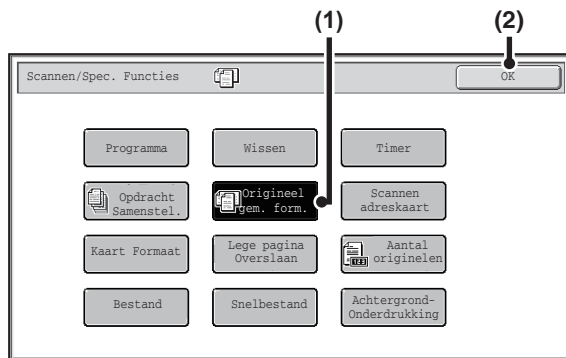 (1) (2)
Scannen/Spec. Functies OK
Programma Wissen Timer
Opdracht
Samenstel.
Origineel
gem. form.
Scannen
adreskaart
Kaart Formaat
Lege pagina
Overslaan
Aantal
originelen
123
Bestand Snelbestand
Achtergrond-
Onderdrukking